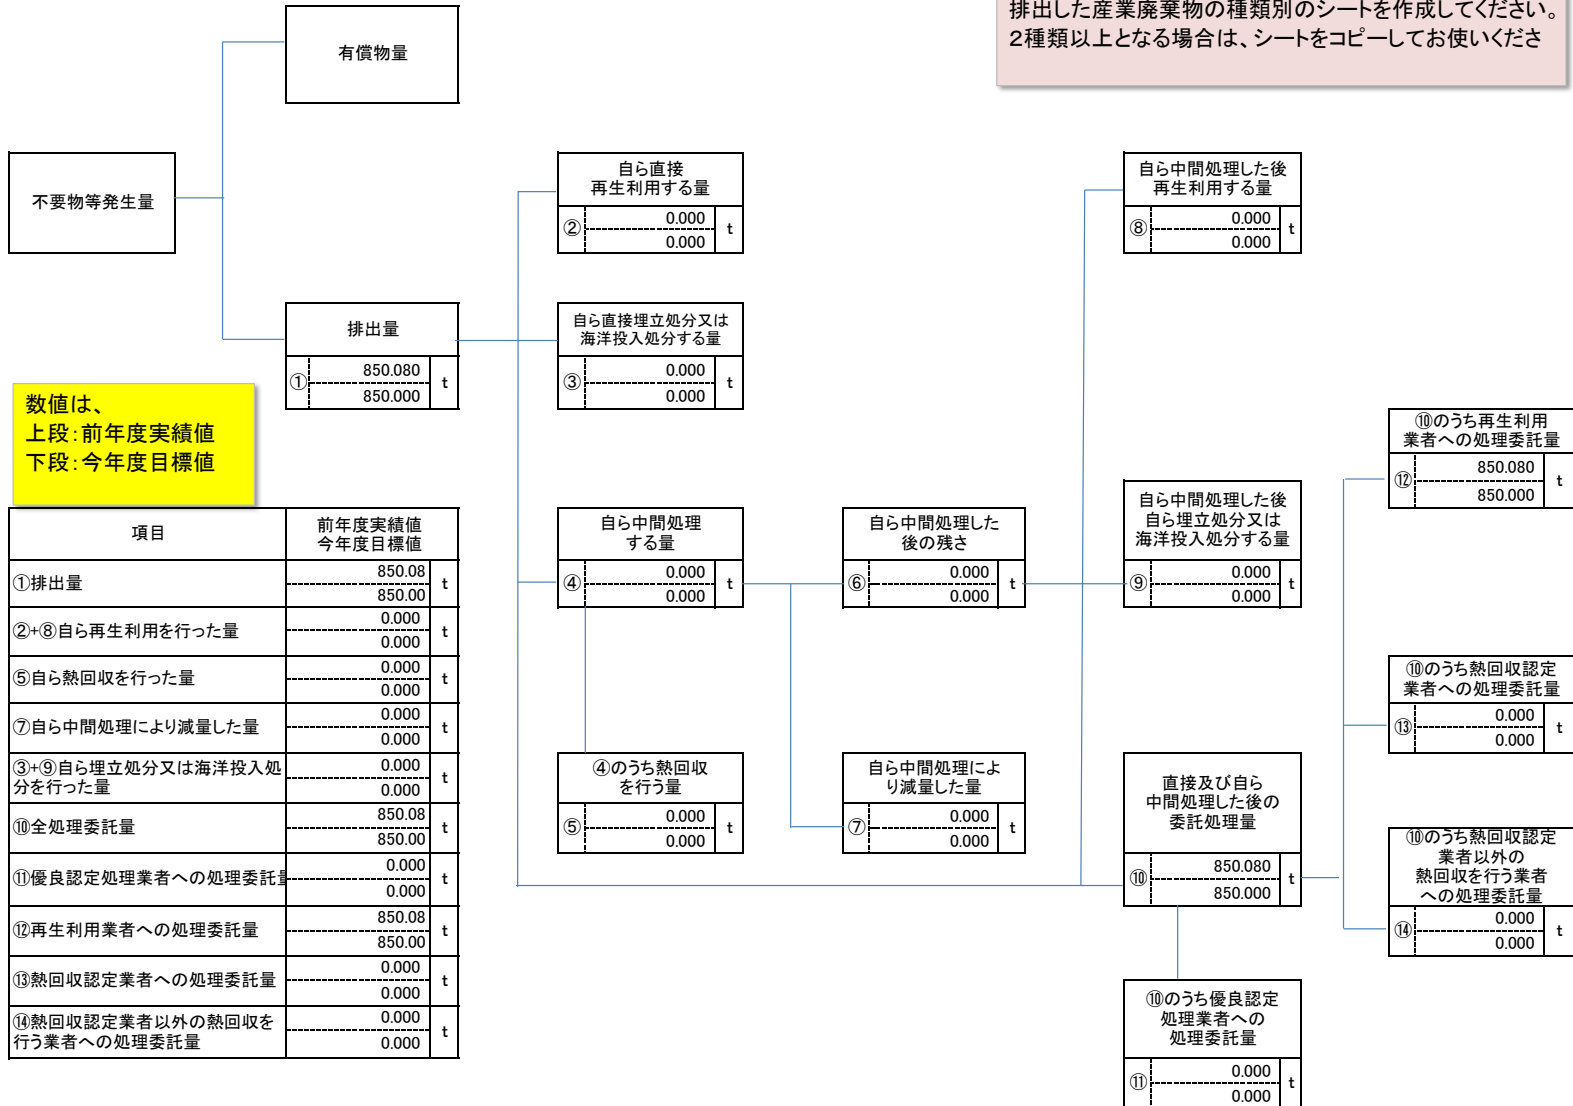 排出した産業廃棄物の種類別のシートを作成してください。
2種類以上となる場合は、シートをコピーしてお使いくださ
有償物量
不要物等発生量
自ら直接
再生利用する量
②
0.000
0.000
t
自ら中間処理した後
再生利用する量
⑧
0.000
0.000
t
排出量
①
850.080
850.000
t
自ら直接埋立処分又は
海洋投入処分する量
③
0.000
0.000
t
数値は、
上段:前年度実績値
下段:今年度目標値
⑩のうち再生利用
業者への処理委託量
⑫
850.080
850.000
t
自ら中間処理
する量
④
0.000
0.000
t
自ら中間処理した
後の残さ
⑥
0.000
0.000
t
自ら中間処理した後
自ら埋立処分又は
海洋投入処分する量
⑨
0.000
0.000
t
⑩のうち熱回収認定
業者への処理委託量
⑬
0.000
0.000
t
④のうち熱回収
を行う量
⑤
0.000
0.000
t
自ら中間処理によ
り減量した量
⑦
0.000
0.000
t
直接及び自ら
中間処理した後の
委託処理量
⑩
850.080
850.000
t
⑩のうち熱回収認定
業者以外の
熱回収を行う業者
への処理委託量
⑭
0.000
0.000
t
⑩のうち優良認定
処理業者への
処理委託量
⑪
0.000
0.000
t
項目
前年度実績値
今年度目標値
①排出量
850.08
850.00
t
②+⑧自ら再生利用を行った量
0.000
0.000
t
⑤自ら熱回収を行った量
0.000
0.000
t
⑦自ら中間処理により減量した量
0.000
0.000
t
③+⑨自ら埋立処分又は海洋投入処
分を行った量
0.000
0.000
t
⑩全処理委託量
850.08
850.00
t
⑪優良認定処理業者への処理委託
0.000
0.000
t
⑫再生利用業者への処理委託量
850.08
850.00
t
⑬熱回収認定業者への処理委託量
0.000
0.000
t
⑭熱回収認定業者以外の熱回収を
行う業者への処理委託量
0.000
0.000
t